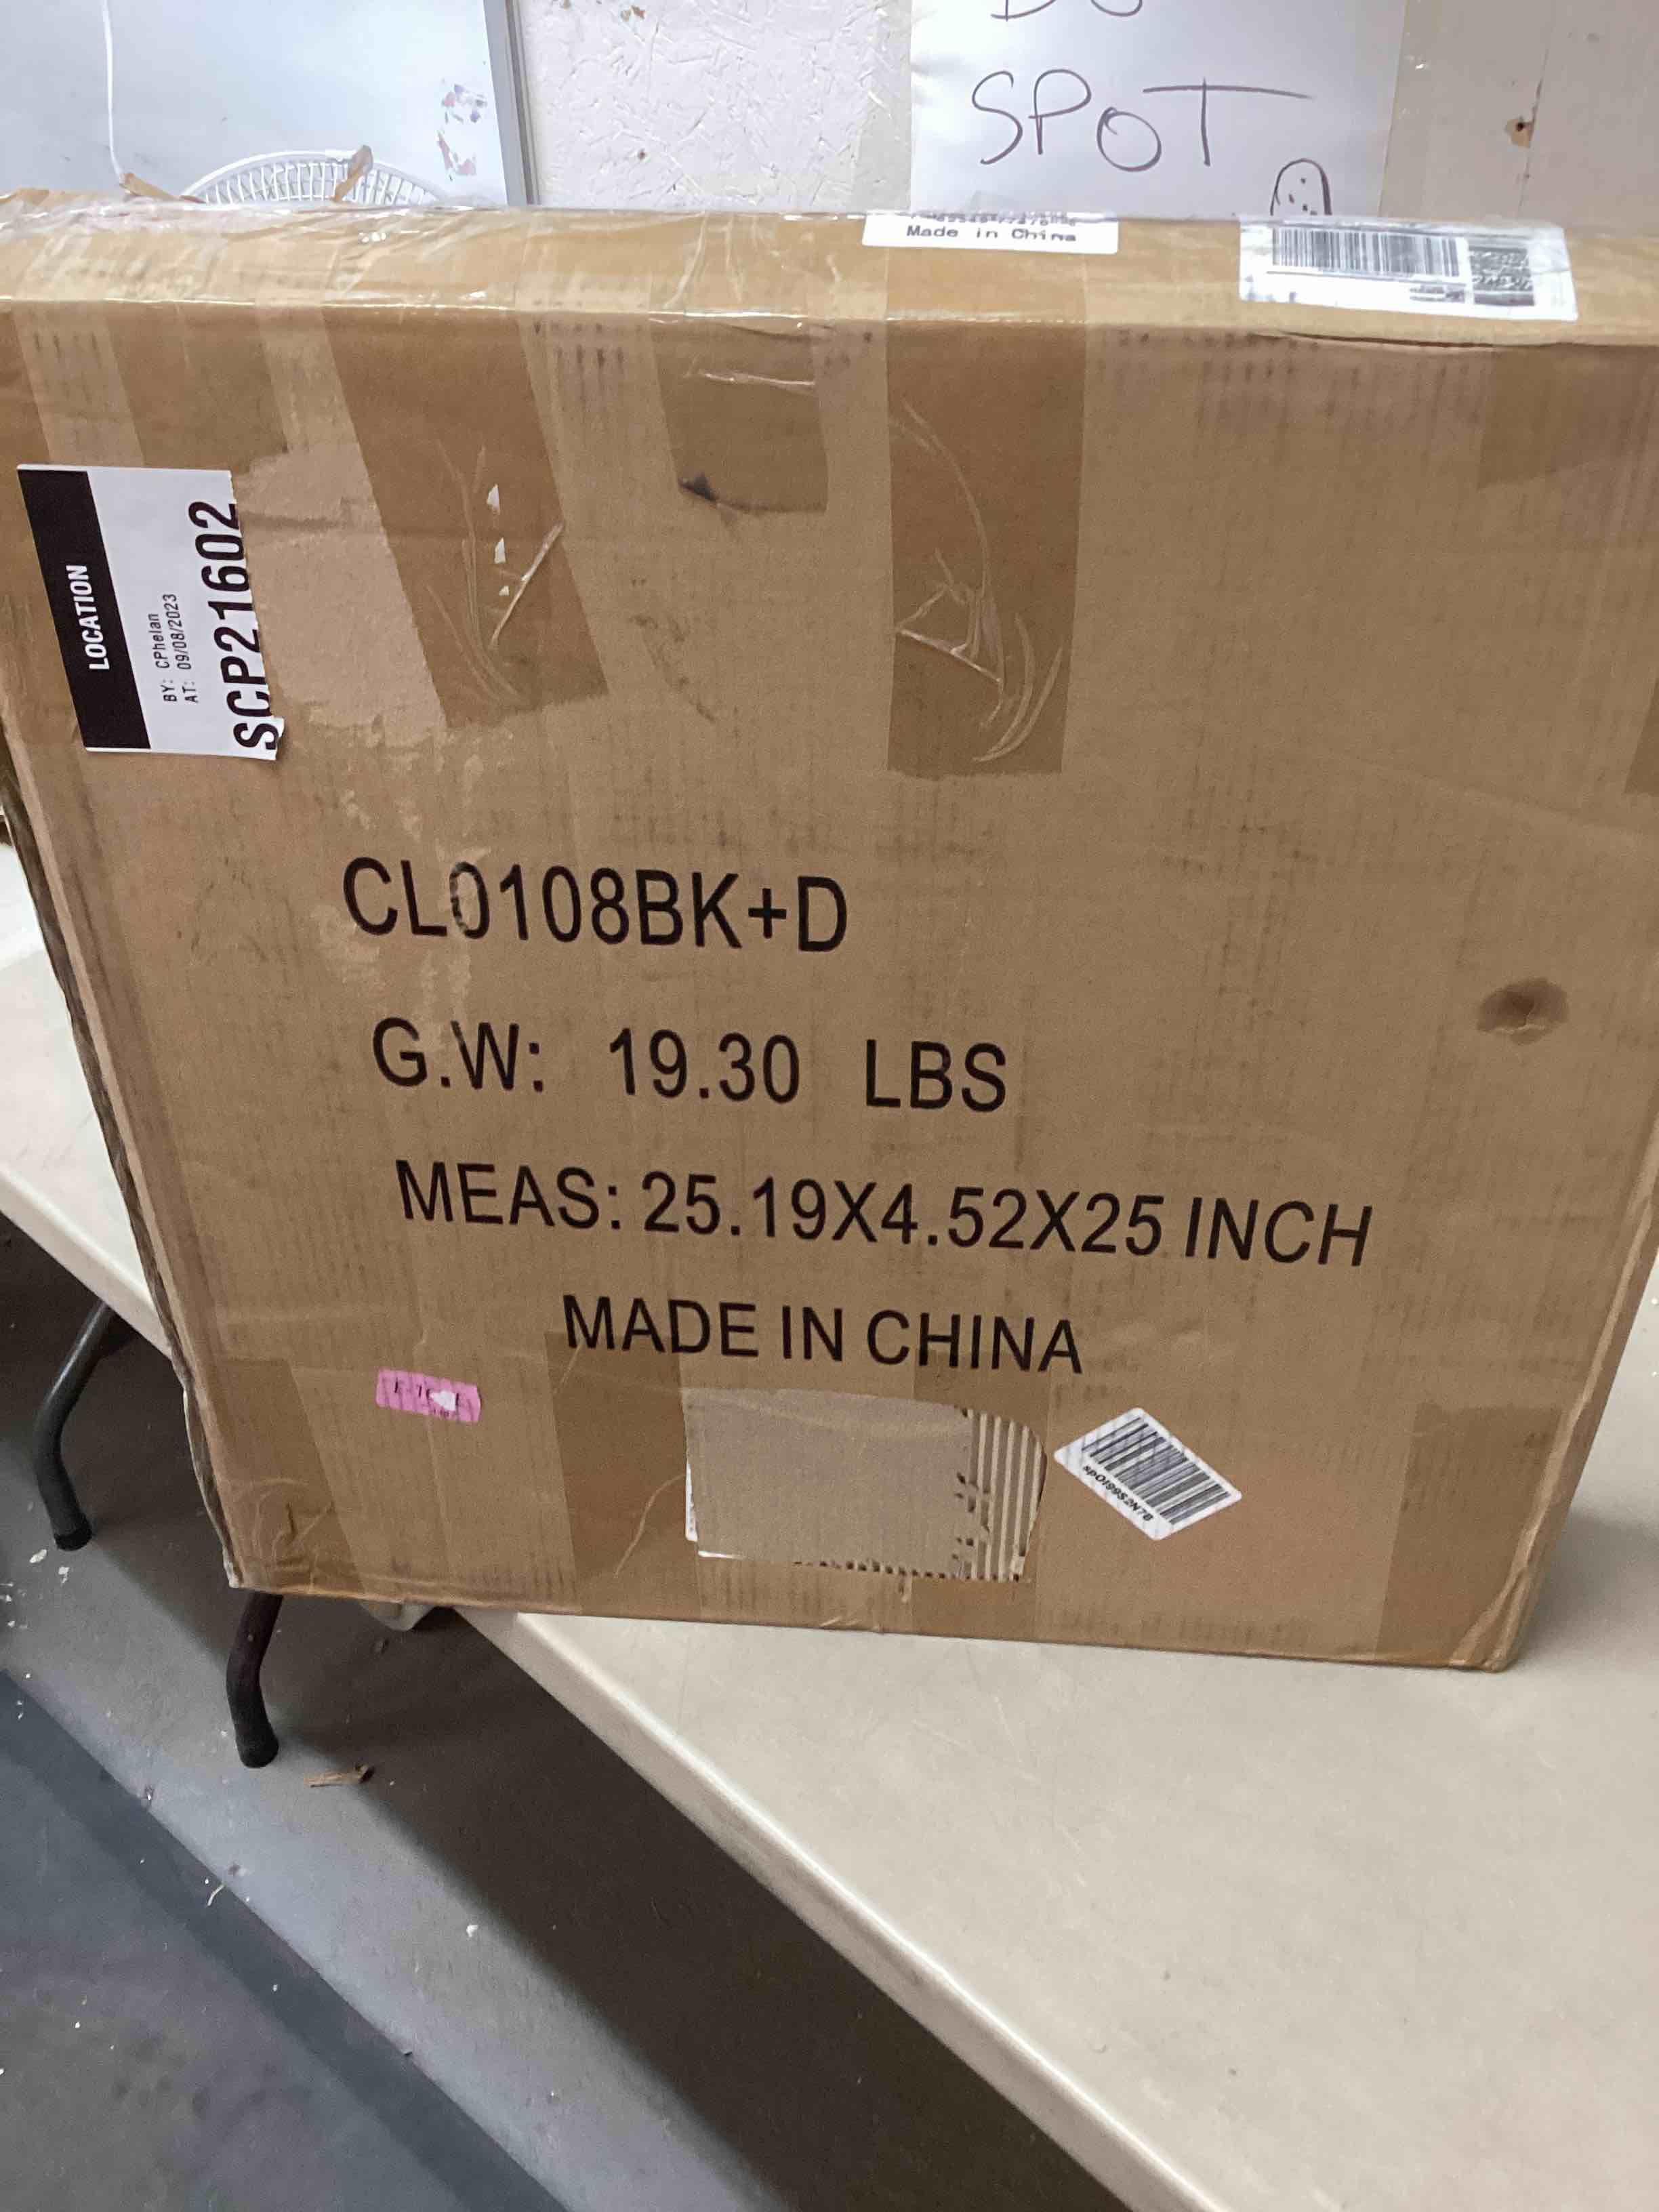 SPOT
Made in China
LOCATION
BY: CPhelan
AT: 09/08/2023
SCP21602
CL0108BK+D
G.W: 19.30 LBS
MEAS: 25.19X4.52X25 INCH
MADE IN CHINA
spOI99S2N78